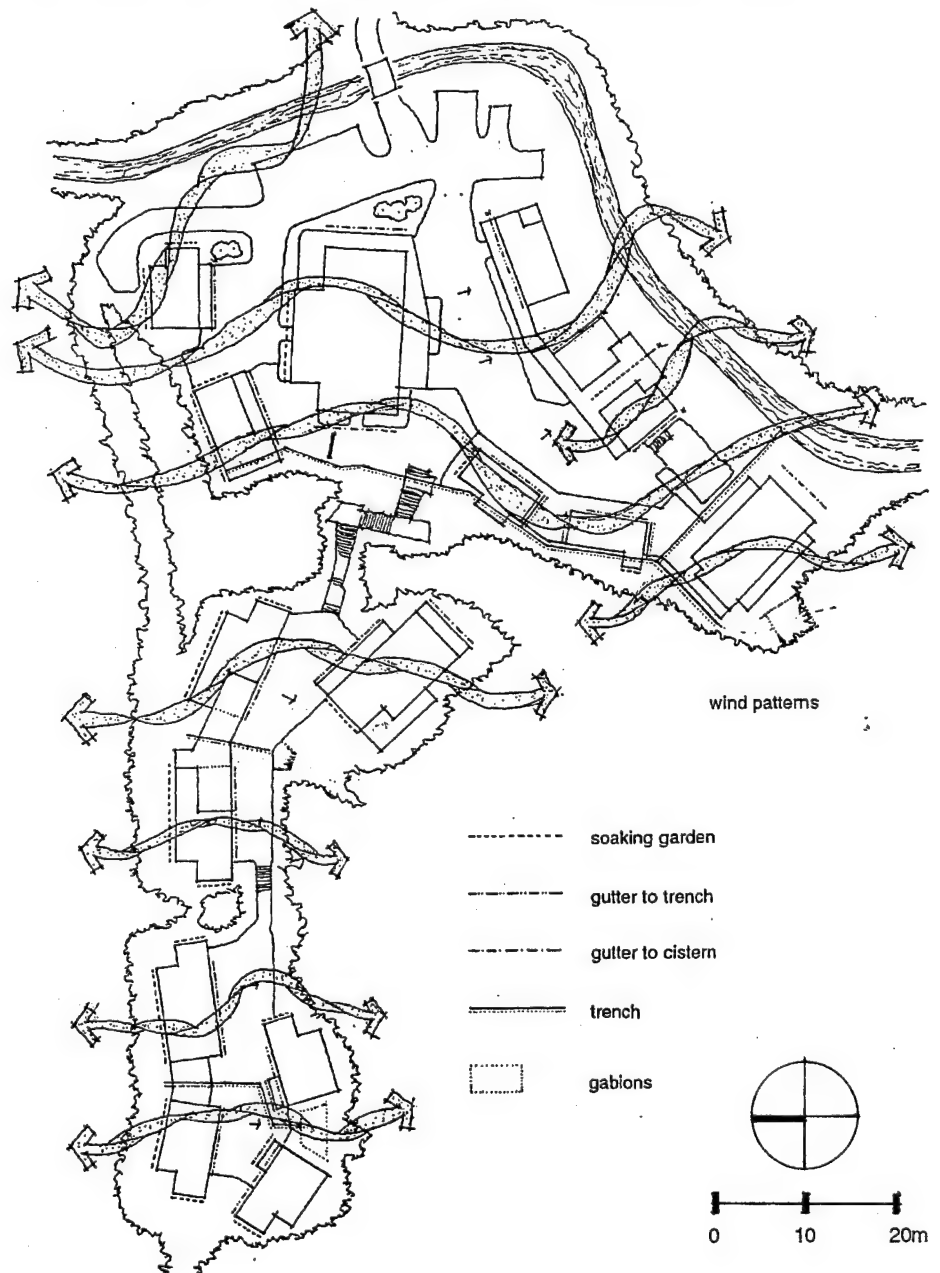 wind patterns
soaking garden
gutter to trench
gutter to cistern
trench
gabions
0 10 20m